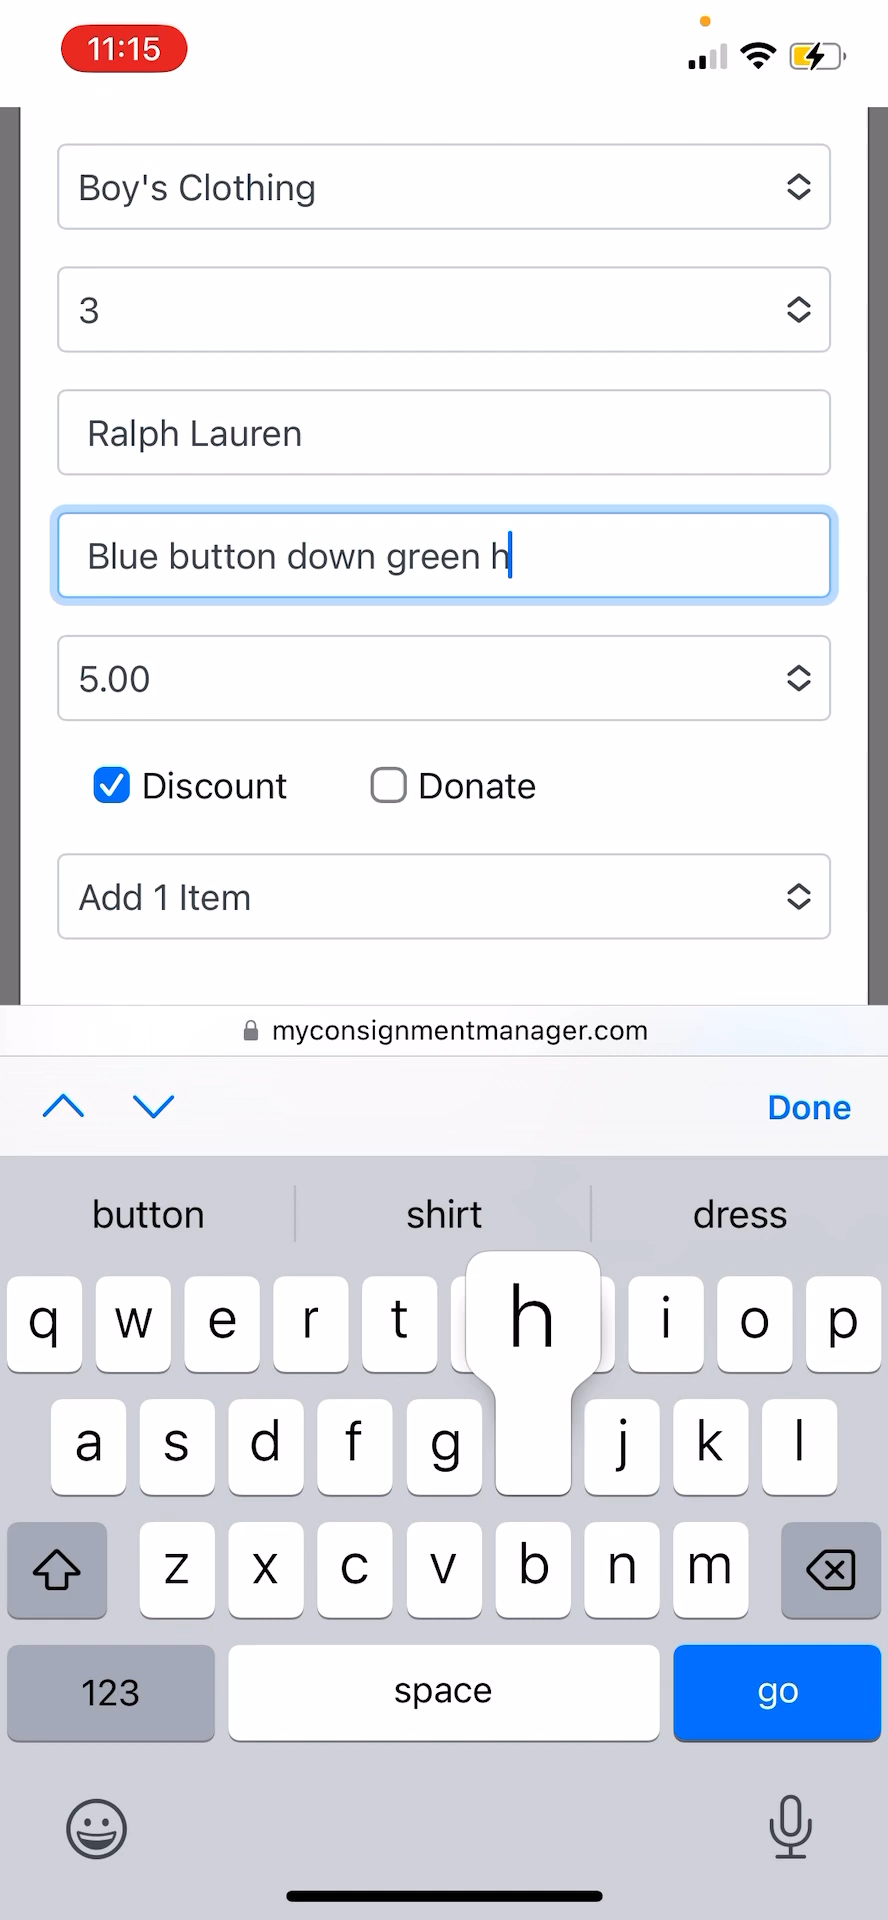 11:15
Boy's Clothing
3
Ralph Lauren
Blue button down green h
5.00
Discount Donate
Add 1 Item
myconsignmentmanager.com
Done
button shirt dress
q w e r t h i o p
a s d f g j k l
z x c v b n m
123 space go